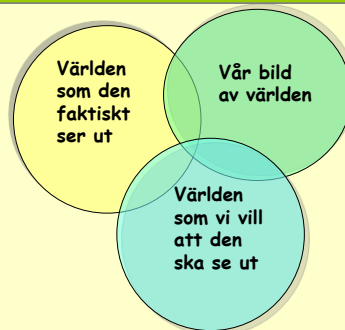 Världen
som den
faktiskt
ser ut
Vår bild
av världen
Världen
som vi vill
att den
ska se ut